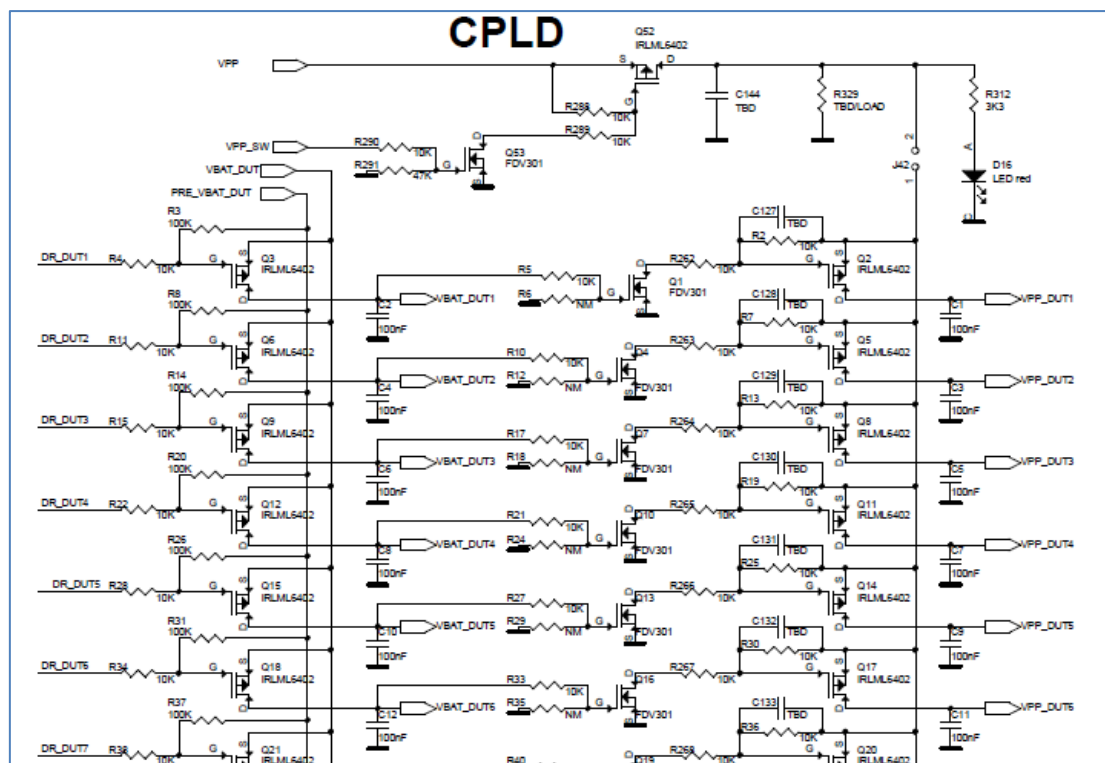 CPLD
Q52
IRLML6402
VPP
S
D
G
C144
TBD
R329
TBD/LOAD
R312
3K3
R288
10K
R289
10K
VPP_SW
R290
10K
R291
47K
G
D
S
Q53
FDV301
2
J42
1
A
D16
LED red
C
VBAT_DUT
PRE_VBAT_DUT
R3
100K
DR_DUT1
R4
10K
G
S
D
Q3
IRLML6402
C2
100nF
VBAT_DUT1
R5
10K
R6
NM
G
D
S
Q1
FDV301
R262
10K
C127
TBD
R2
10K
G
S
D
Q2
IRLML6402
C1
100nF
VPP_DUT1
R8
100K
DR_DUT2
R11
10K
G
S
D
Q6
IRLML6402
C4
100nF
VBAT_DUT2
R10
10K
R12
NM
G
D
S
Q4
FDV301
R263
10K
C128
TBD
R7
10K
G
S
D
Q5
IRLML6402
C3
100nF
VPP_DUT2
R14
100K
DR_DUT3
R15
10K
G
S
D
Q9
IRLML6402
C6
100nF
VBAT_DUT3
R17
10K
R18
NM
G
D
S
Q7
FDV301
R264
10K
C129
TBD
R13
10K
G
S
D
Q8
IRLML6402
C5
100nF
VPP_DUT3
R20
100K
DR_DUT4
R22
10K
G
S
D
Q12
IRLML6402
C8
100nF
VBAT_DUT4
R21
10K
R24
NM
G
D
S
Q10
FDV301
R265
10K
C130
TBD
R19
10K
G
S
D
Q11
IRLML6402
C7
100nF
VPP_DUT4
R26
100K
DR_DUT5
R28
10K
G
S
D
Q15
IRLML6402
C10
100nF
VBAT_DUT5
R27
10K
R29
NM
G
D
S
Q13
FDV301
R266
10K
C131
TBD
R25
10K
G
S
D
Q14
IRLML6402
C9
100nF
VPP_DUT5
R31
100K
DR_DUT6
R34
10K
G
S
D
Q18
IRLML6402
C12
100nF
VBAT_DUT6
R33
10K
R35
NM
G
D
S
Q16
FDV301
R267
10K
C132
TBD
R30
10K
G
S
D
Q17
IRLML6402
C11
100nF
VPP_DUT6
R37
100K
DR_DUT7
R38
10K
G
S
Q21
IRLML6402
R40
10K
D
Q19
R268
10K
C133
TBD
R36
10K
G
S
Q20
IRLML6402